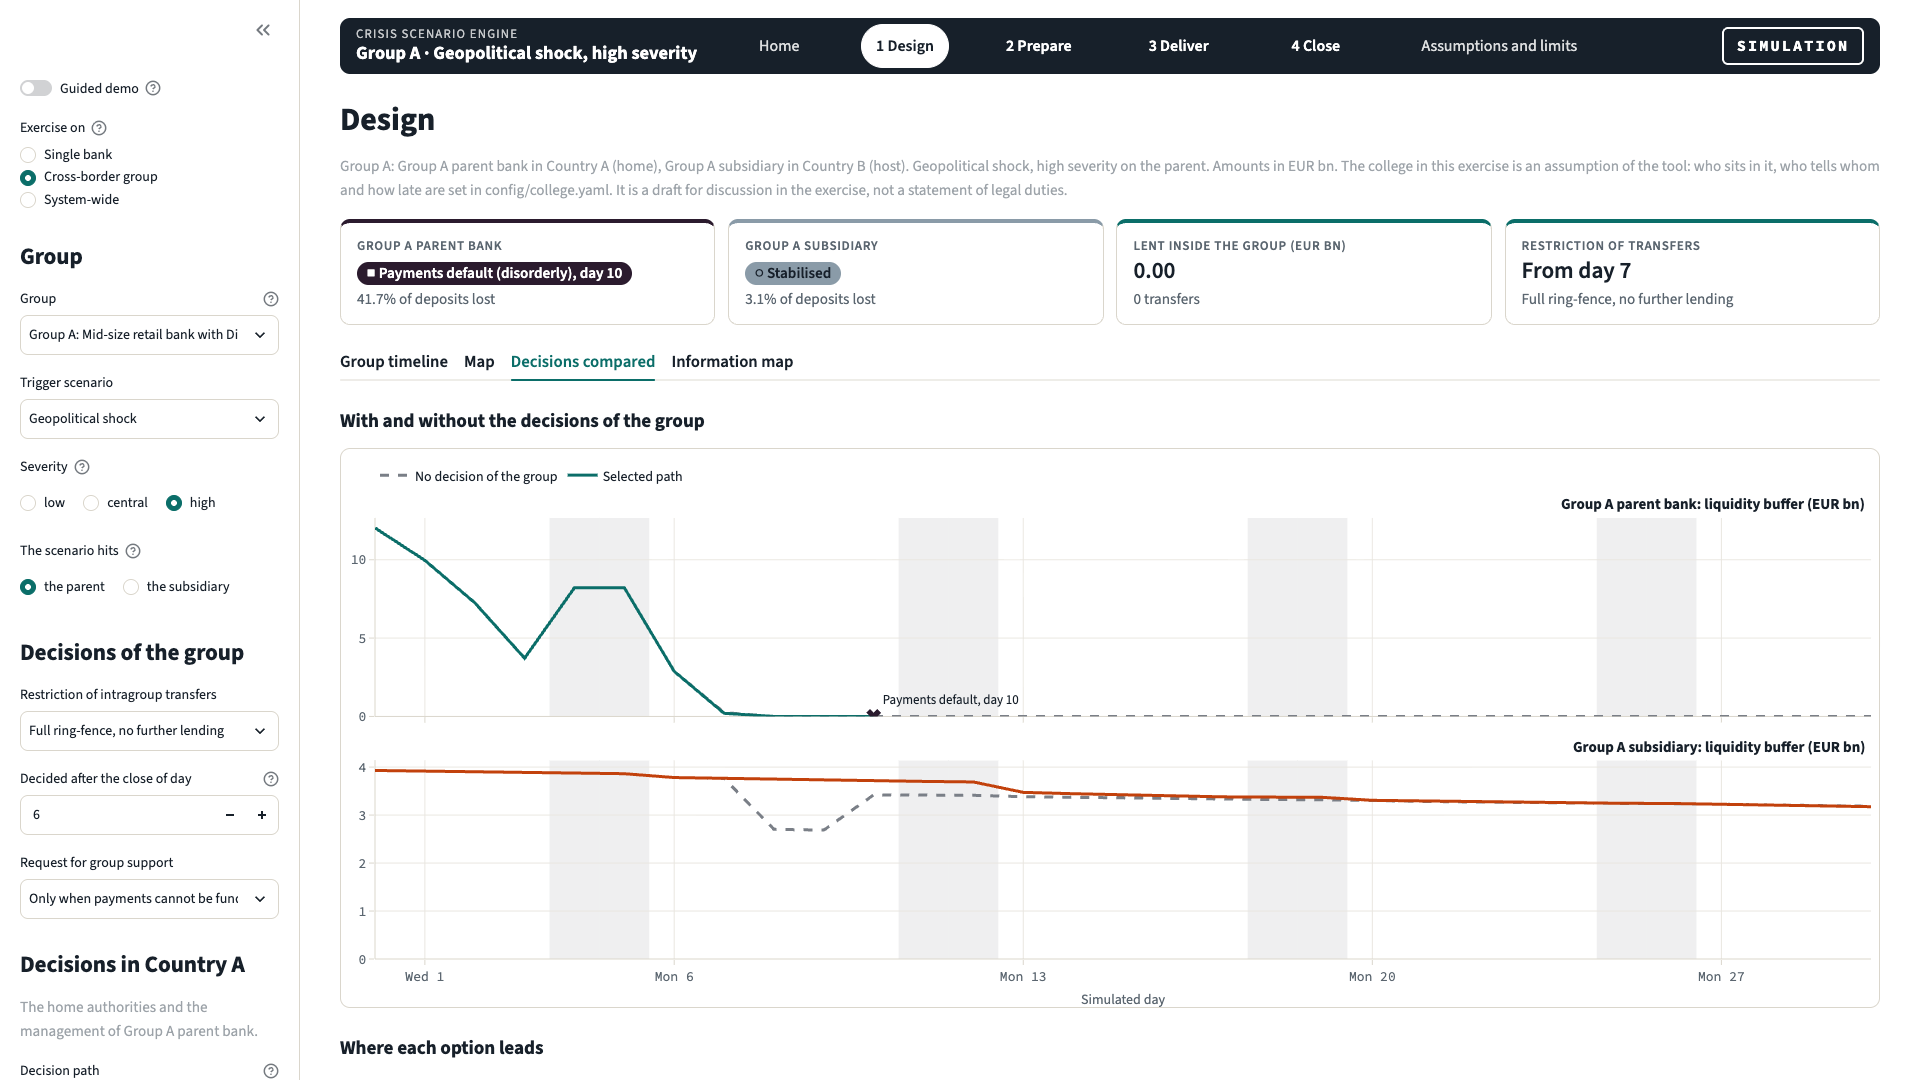 Guided demo
Exercise on
Single bank
Cross-border group
System-wide
Group
Group
Group A: Mid-size retail bank with Di
Trigger scenario
Geopolitical shock
Severity
low central high
The scenario hits
the parent the subsidiary
Decisions of the group
Restriction of intragroup transfers
Full ring-fence, no further lending
Decided after the close of day
6 − +
Request for group support
Only when payments cannot be func
Decisions in Country A
The home authorities and the
management of Group A parent bank.
Decision path
CRISIS SCENARIO ENGINE
Group A · Geopolitical shock, high severity
Home 1 Design 2 Prepare 3 Deliver 4 Close Assumptions and limits SIMULATION
Design
Group A: Group A parent bank in Country A (home), Group A subsidiary in Country B (host). Geopolitical shock, high severity on the parent. Amounts in EUR bn. The college in this exercise is an assumption of the tool: who sits in it, who tells whom
and how late are set in config/college.yaml. It is a draft for discussion in the exercise, not a statement of legal duties.
GROUP A PARENT BANK
Payments default (disorderly), day 10
41.7% of deposits lost
GROUP A SUBSIDIARY
Stabilised
3.1% of deposits lost
LENT INSIDE THE GROUP (EUR BN)
0.00
0 transfers
RESTRICTION OF TRANSFERS
From day 7
Full ring-fence, no further lending
Group timeline Map Decisions compared Information map
With and without the decisions of the group
No decision of the group Selected path
Group A parent bank: liquidity buffer (EUR bn)
10
5
Payments default, day 10
0
Group A subsidiary: liquidity buffer (EUR bn)
4
3
2
1
0
Wed 1 Mon 6 Mon 13 Mon 20 Mon 27
Simulated day
Where each option leads